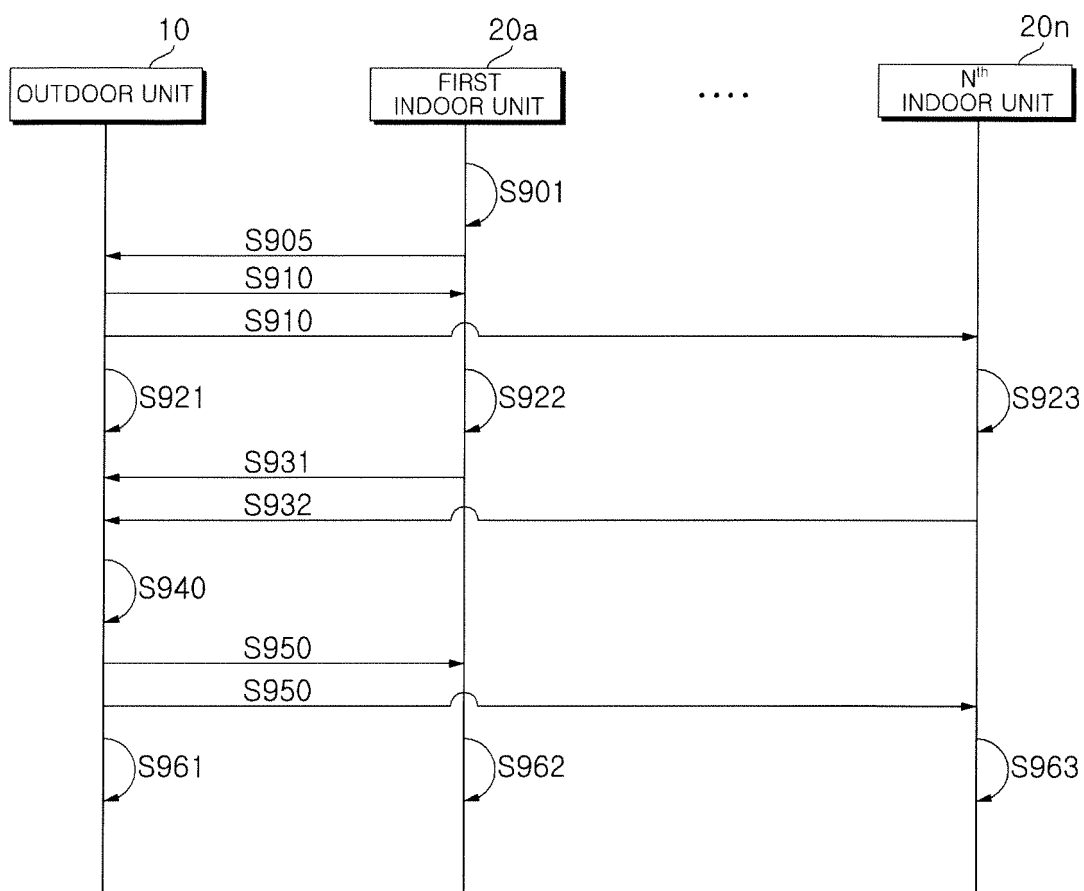 10
20a
20n
OUTDOOR UNIT
FIRST
INDOOR UNIT
....
Nth
INDOOR UNIT
S901
S905
S910
S910
S921
S922
S923
S931
S932
S940
S950
S950
S961
S962
S963